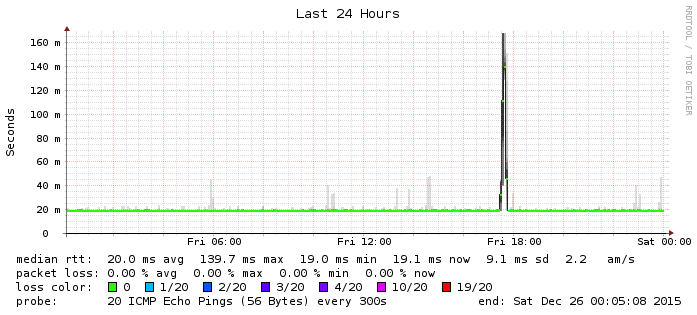 Last 24 Hours
RRDTOOL / TOBI OETIKER
Seconds
160 m
140 m
120 m
100 m
80 m
60 m
40 m
20 m
0
Fri 06:00 Fri 12:00 Fri 18:00 Sat 00:00
median rtt: 20.0 ms avg 139.7 ms max 19.0 ms min 19.1 ms now 9.1 ms sd 2.2 am/s
packet loss: 0.00 % avg 0.00 % max 0.00 % min 0.00 % now
loss color: 0 1/20 2/20 3/20 4/20 10/20 19/20
probe: 20 ICMP Echo Pings (56 Bytes) every 300s end: Sat Dec 26 00:05:08 2015